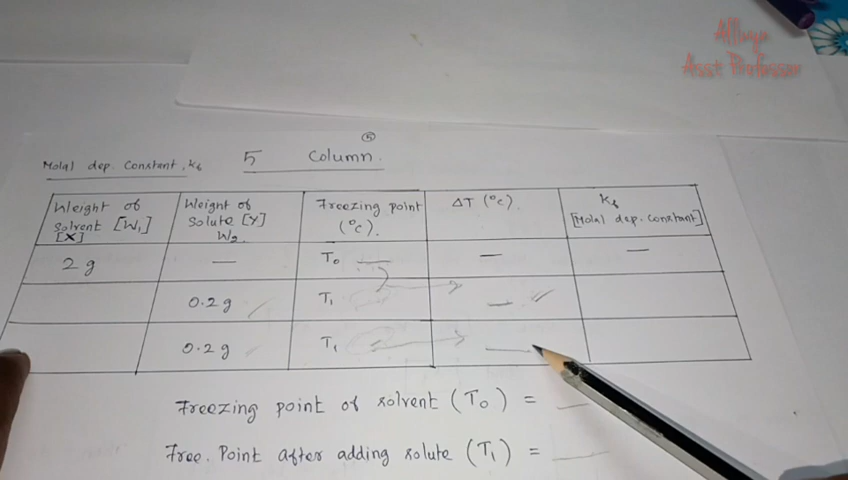 Asst Professor
⑤
Molal dep. Constant, kf 5 Column.
Weight of solvent [W1] [X]
Weight of solute [Y] W2
Freezing point (°c).
ΔT (°c).
kf [Molal dep. constant]
2 g — T0 — — —
0.2 g T1 —
0.2 g T1 —
Freezing point of solvent (T0) = —
Free. Point after adding solute (T1) = —